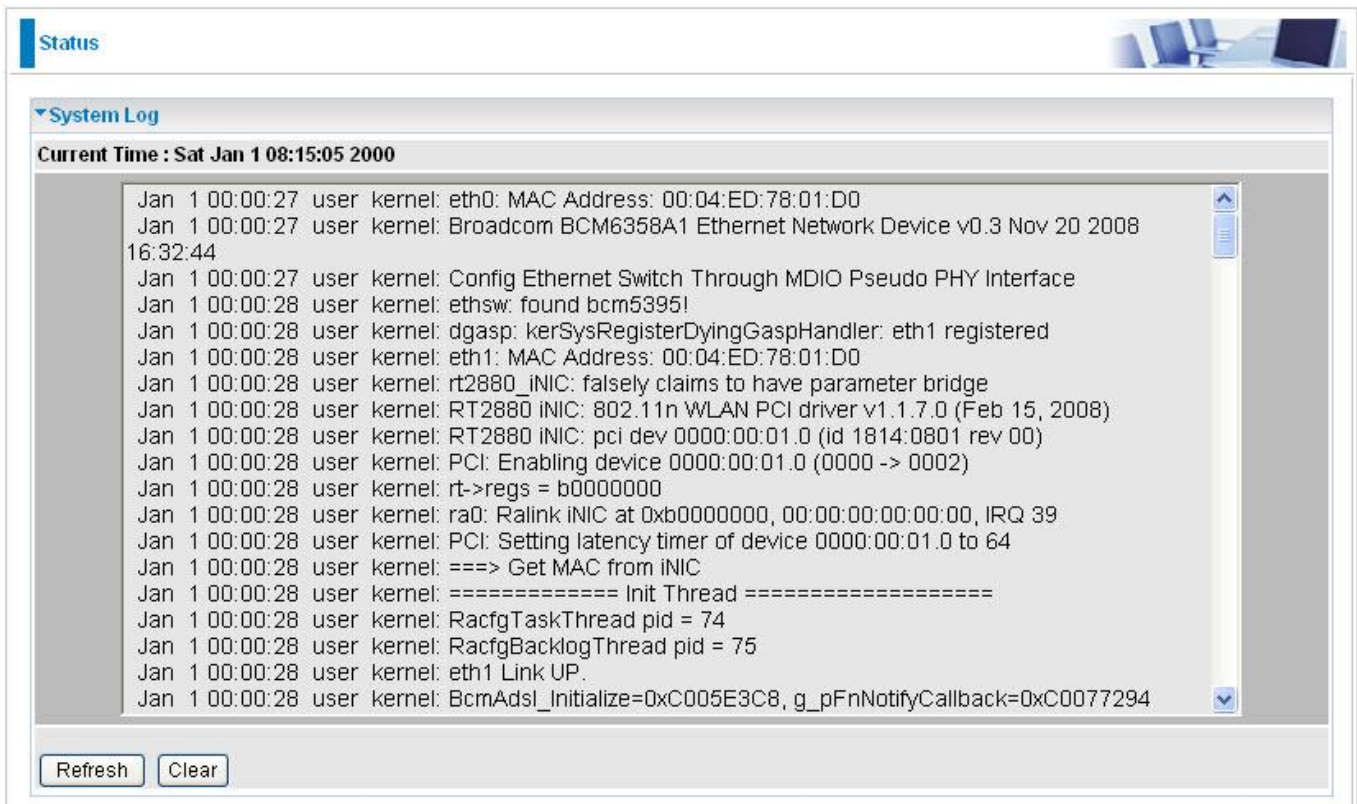 Status
System Log
Current Time : Sat Jan 1 08:15:05 2000
Jan 1 00:00:27 user kernel: eth0: MAC Address: 00:04:ED:78:01:D0
Jan 1 00:00:27 user kernel: Broadcom BCM6358A1 Ethernet Network Device v0.3 Nov 20 2008
16:32:44
Jan 1 00:00:27 user kernel: Config Ethernet Switch Through MDIO Pseudo PHY Interface
Jan 1 00:00:28 user kernel: ethsw: found bcm5395!
Jan 1 00:00:28 user kernel: dgasp: kerSysRegisterDyingGaspHandler: eth1 registered
Jan 1 00:00:28 user kernel: eth1: MAC Address: 00:04:ED:78:01:D0
Jan 1 00:00:28 user kernel: rt2880_iNIC: falsely claims to have parameter bridge
Jan 1 00:00:28 user kernel: RT2880 iNIC: 802.11n WLAN PCI driver v1.1.7.0 (Feb 15, 2008)
Jan 1 00:00:28 user kernel: RT2880 iNIC: pci dev 0000:00:01.0 (id 1814:0801 rev 00)
Jan 1 00:00:28 user kernel: PCI: Enabling device 0000:00:01.0 (0000 -> 0002)
Jan 1 00:00:28 user kernel: rt->regs = b0000000
Jan 1 00:00:28 user kernel: ra0: Ralink iNIC at 0xb0000000, 00:00:00:00:00:00, IRQ 39
Jan 1 00:00:28 user kernel: PCI: Setting latency timer of device 0000:00:01.0 to 64
Jan 1 00:00:28 user kernel: ===> Get MAC from iNIC
Jan 1 00:00:28 user kernel: ============= Init Thread ===================
Jan 1 00:00:28 user kernel: RacfgTaskThread pid = 74
Jan 1 00:00:28 user kernel: RacfgBacklogThread pid = 75
Jan 1 00:00:28 user kernel: eth1 Link UP.
Jan 1 00:00:28 user kernel: BcmAdsl_Initialize=0xC005E3C8, g_pFnNotifyCallback=0xC0077294
Refresh Clear